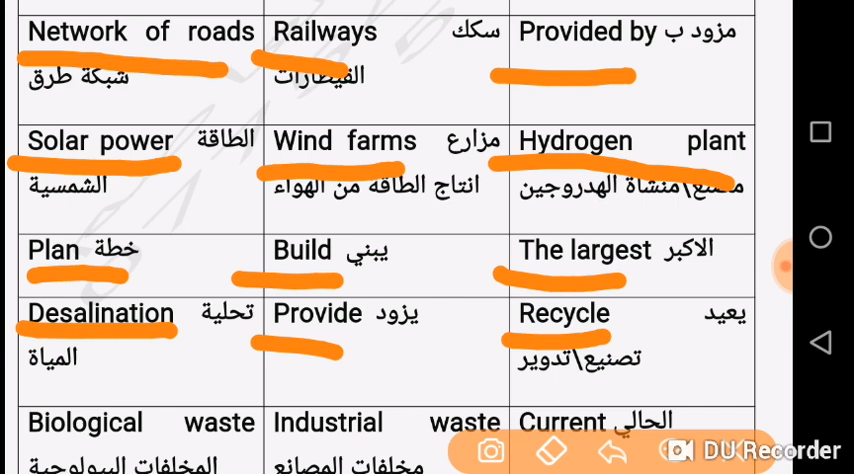 Network of roads شبكة طرق
Railways سكك القيطارات
Provided by مزود ب
Solar power الطاقة الشمسية
Wind farms مزارع انتاج الطاقه من الهواء
Hydrogen plant مصنع\منشاة الهدروجين
Plan خطة
Build يبني
The largest الاكبر
Desalination تحلية المياة
Provide يزود
Recycle يعيد تصنيع\تدوير
Biological waste المخلفات البيولوجية
Industrial waste مخلفات المصانع
Current الحالي
DU Recorder